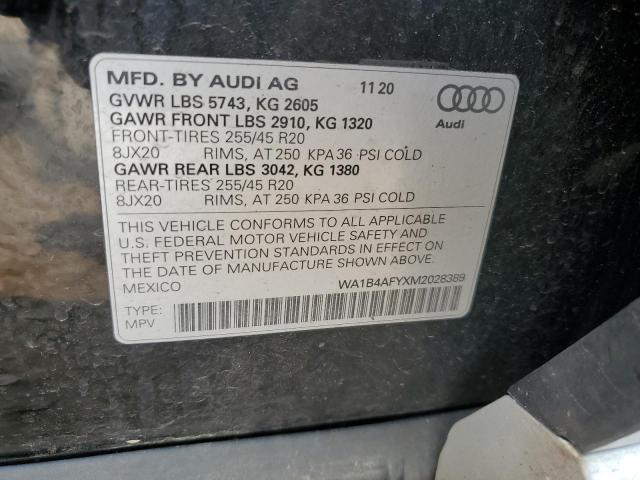 MFD. BY AUDI AG 11 20
GVWR LBS 5743, KG 2605
GAWR FRONT LBS 2910, KG 1320
FRONT-TIRES 255/45 R20
8JX20 RIMS, AT 250 KPA 36 PSI COLD
GAWR REAR LBS 3042, KG 1380
REAR-TIRES 255/45 R20
8JX20 RIMS, AT 250 KPA 36 PSI COLD
Audi
THIS VEHICLE CONFORMS TO ALL APPLICABLE
U.S. FEDERAL MOTOR VEHICLE SAFETY AND
THEFT PREVENTION STANDARDS IN EFFECT ON
THE DATE OF MANUFACTURE SHOWN ABOVE.
MEXICO WA1B4AFYXM2028389
TYPE:
MPV